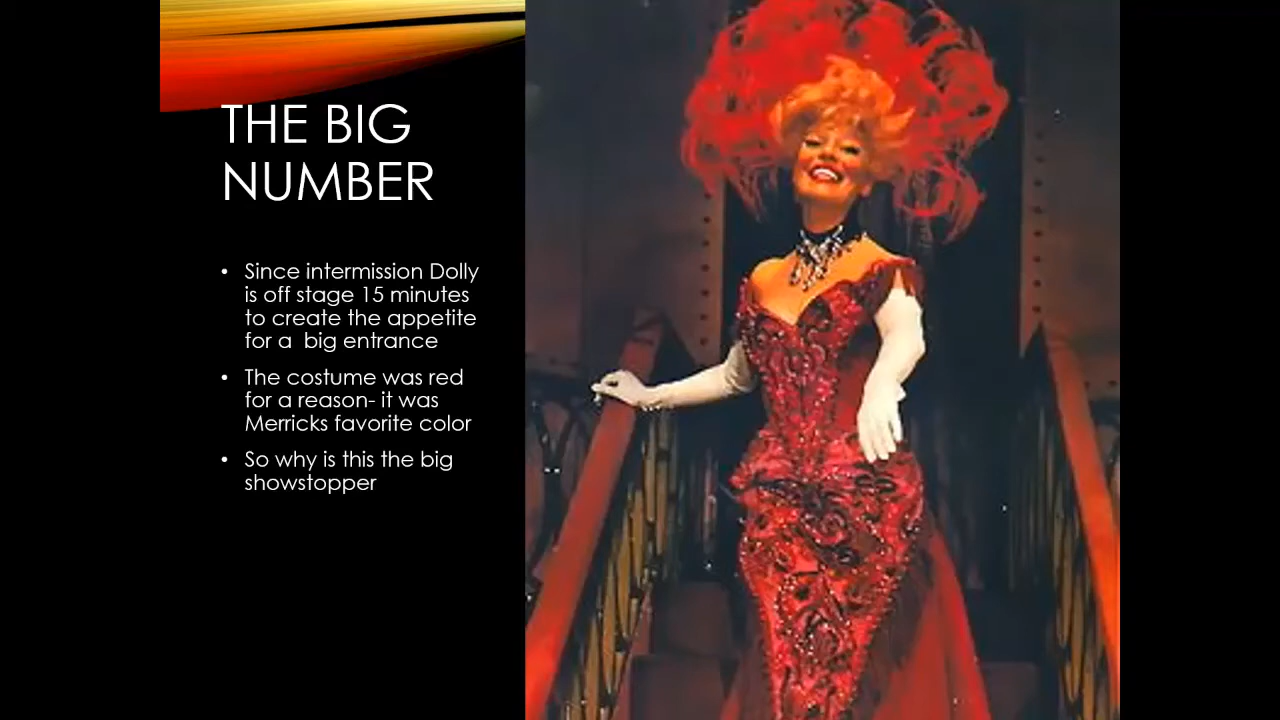 THE BIG
NUMBER
• Since intermission Dolly
is off stage 15 minutes
to create the appetite
for a  big entrance
• The costume was red
for a reason- it was
Merricks favorite color
• So why is this the big
showstopper